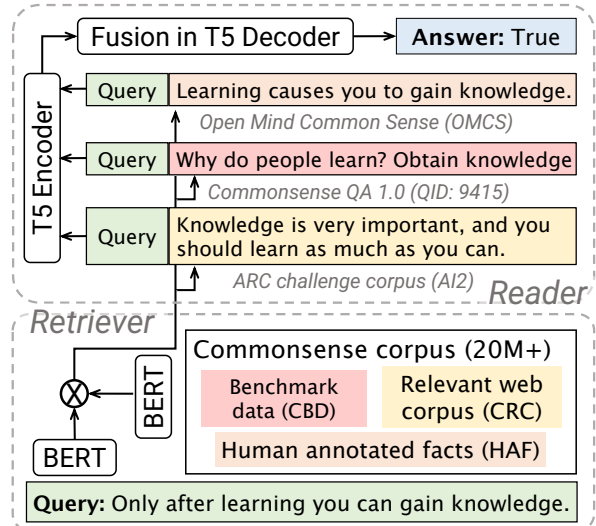 Fusion in T5 Decoder
Answer: True
T5 Encoder
Query
Learning causes you to gain knowledge.
Open Mind Common Sense (OMCS)
Query
Why do people learn? Obtain knowledge
Commonsense QA 1.0 (QID: 9415)
Query
Knowledge is very important, and you
should learn as much as you can.
ARC challenge corpus (AI2)
Reader
Retriever
Commonsense corpus (20M+)
Benchmark
data (CBD)
Relevant web
corpus (CRC)
Human annotated facts (HAF)
BERT
BERT
Query: Only after learning you can gain knowledge.